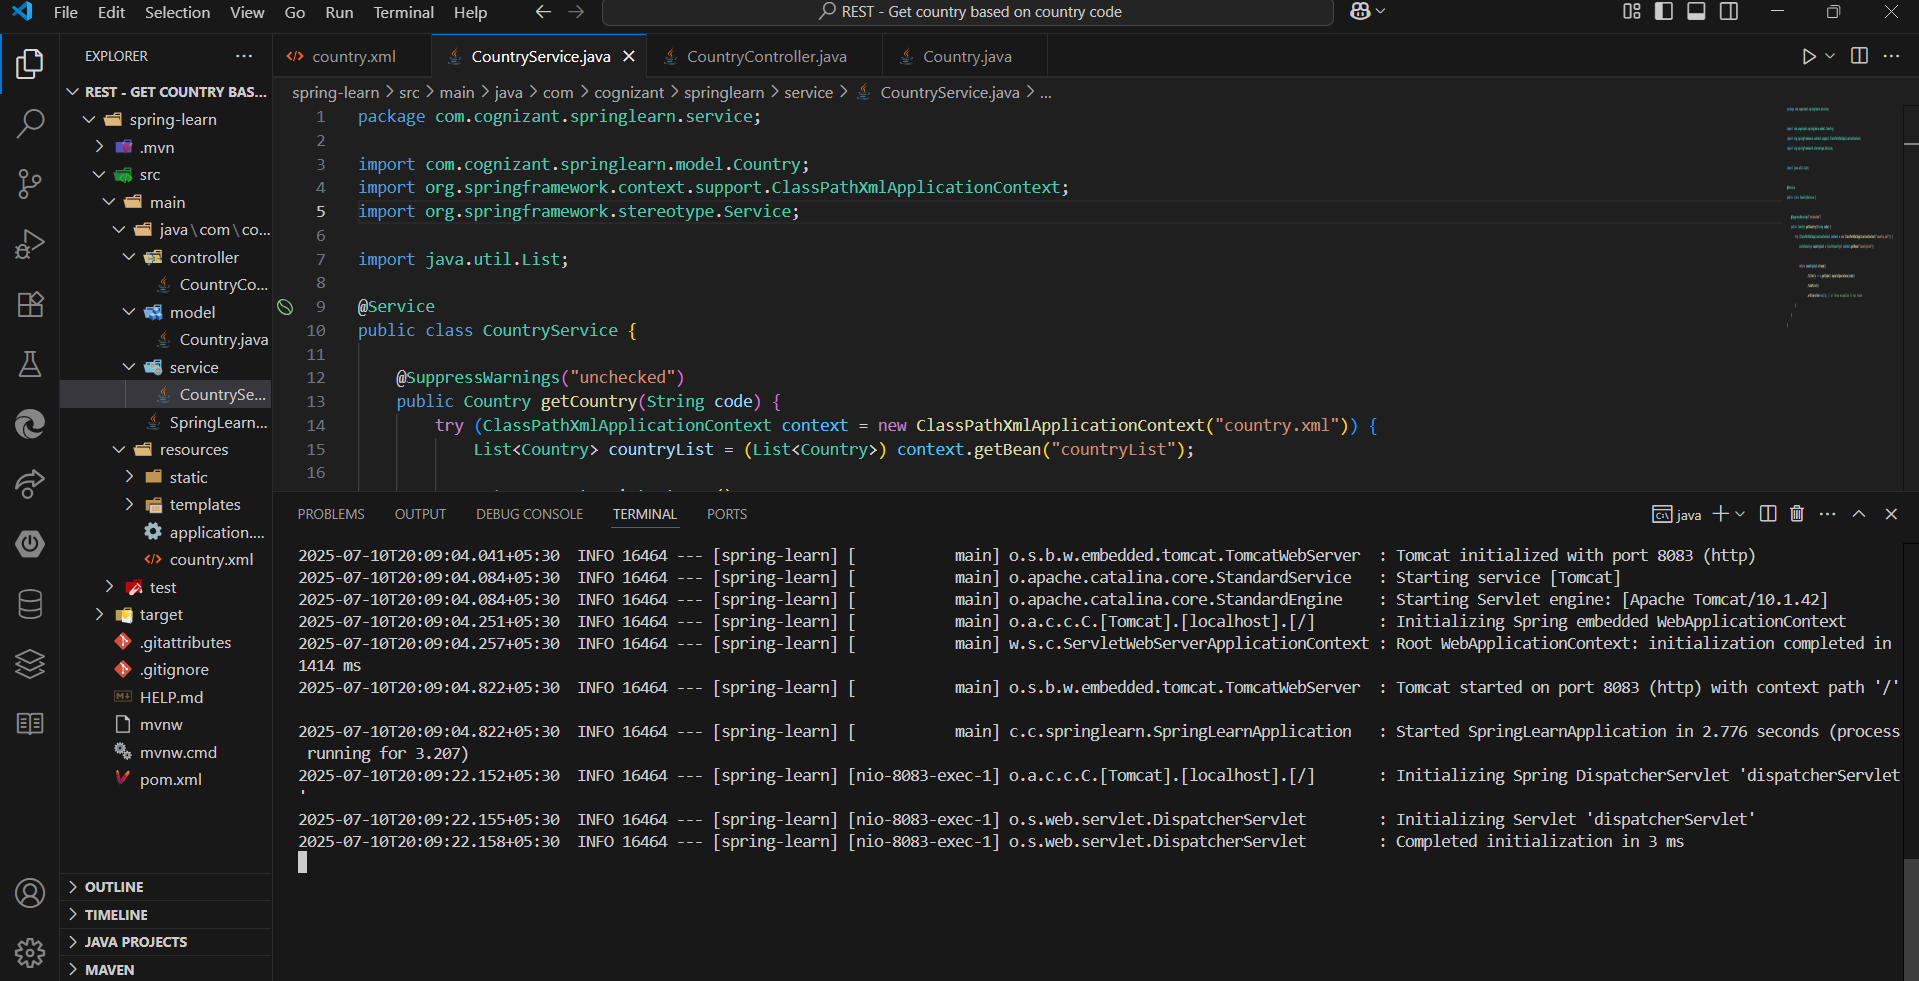 File Edit Selection View Go Run Terminal Help
REST - Get country based on country code
EXPLORER
country.xml
CountryService.java
CountryController.java
Country.java
REST - GET COUNTRY BAS...
spring-learn
.mvn
src
main
java\com\co...
controller
CountryCo...
model
Country.java
service
CountrySe...
SpringLearn...
resources
static
templates
application....
country.xml
test
target
.gitattributes
.gitignore
HELP.md
mvnw
mvnw.cmd
pom.xml
OUTLINE
TIMELINE
JAVA PROJECTS
MAVEN
spring-learn > src > main > java > com > cognizant > springlearn > service > CountryService.java > ...
1 package com.cognizant.springlearn.service;
2
3 import com.cognizant.springlearn.model.Country;
4 import org.springframework.context.support.ClassPathXmlApplicationContext;
5 import org.springframework.stereotype.Service;
6
7 import java.util.List;
8
9 @Service
10 public class CountryService {
11
12 @SuppressWarnings("unchecked")
13 public Country getCountry(String code) {
14 try (ClassPathXmlApplicationContext context = new ClassPathXmlApplicationContext("country.xml")) {
15 List<Country> countryList = (List<Country>) context.getBean("countryList");
16
PROBLEMS OUTPUT DEBUG CONSOLE TERMINAL PORTS
java
2025-07-10T20:09:04.041+05:30  INFO 16464 --- [spring-learn] [           main] o.s.b.w.embedded.tomcat.TomcatWebServer  : Tomcat initialized with port 8083 (http)
2025-07-10T20:09:04.084+05:30  INFO 16464 --- [spring-learn] [           main] o.apache.catalina.core.StandardService   : Starting service [Tomcat]
2025-07-10T20:09:04.084+05:30  INFO 16464 --- [spring-learn] [           main] o.apache.catalina.core.StandardEngine    : Starting Servlet engine: [Apache Tomcat/10.1.42]
2025-07-10T20:09:04.251+05:30  INFO 16464 --- [spring-learn] [           main] o.a.c.c.C.[Tomcat].[localhost].[/]       : Initializing Spring embedded WebApplicationContext
2025-07-10T20:09:04.257+05:30  INFO 16464 --- [spring-learn] [           main] w.s.c.ServletWebServerApplicationContext : Root WebApplicationContext: initialization completed in
1414 ms
2025-07-10T20:09:04.822+05:30  INFO 16464 --- [spring-learn] [           main] o.s.b.w.embedded.tomcat.TomcatWebServer  : Tomcat started on port 8083 (http) with context path '/'
2025-07-10T20:09:04.822+05:30  INFO 16464 --- [spring-learn] [           main] c.c.springlearn.SpringLearnApplication   : Started SpringLearnApplication in 2.776 seconds (process
running for 3.207)
2025-07-10T20:09:22.152+05:30  INFO 16464 --- [spring-learn] [nio-8083-exec-1] o.a.c.c.C.[Tomcat].[localhost].[/]       : Initializing Spring DispatcherServlet 'dispatcherServlet
'
2025-07-10T20:09:22.155+05:30  INFO 16464 --- [spring-learn] [nio-8083-exec-1] o.s.web.servlet.DispatcherServlet        : Initializing Servlet 'dispatcherServlet'
2025-07-10T20:09:22.158+05:30  INFO 16464 --- [spring-learn] [nio-8083-exec-1] o.s.web.servlet.DispatcherServlet        : Completed initialization in 3 ms